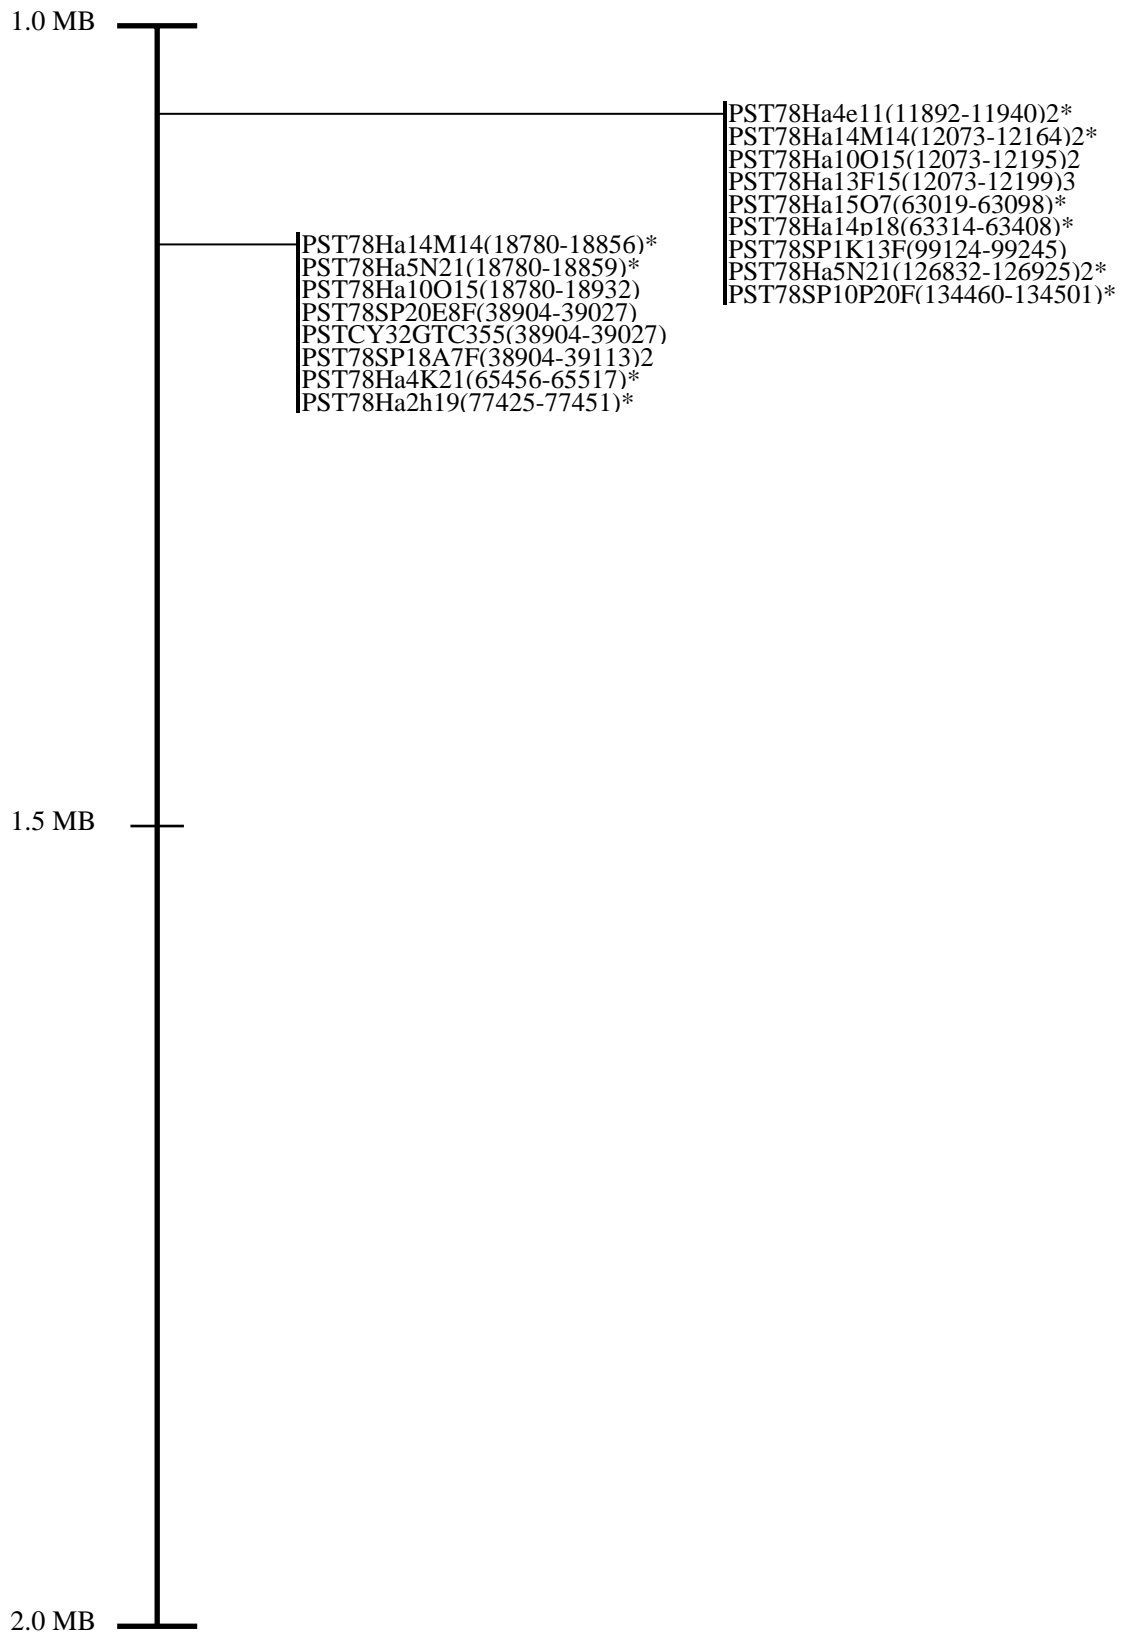 1.0 MB
PST78Ha4e11(11892-11940)2*
PST78Ha14M14(12073-12164)2*
PST78Ha10O15(12073-12195)2
PST78Ha13F15(12073-12199)3
PST78Ha15O7(63019-63098)*
PST78Ha14p18(63314-63408)*
PST78SP1K13F(99124-99245)
PST78Ha5N21(126832-126925)2*
PST78SP10P20F(134460-134501)*
PST78Ha14M14(18780-18856)*
PST78Ha5N21(18780-18859)*
PST78Ha10O15(18780-18932)
PST78SP20E8F(38904-39027)
PSTCY32GTC355(38904-39027)
PST78SP18A7F(38904-39113)2
PST78Ha4K21(65456-65517)*
PST78Ha2h19(77425-77451)*
1.5 MB
2.0 MB